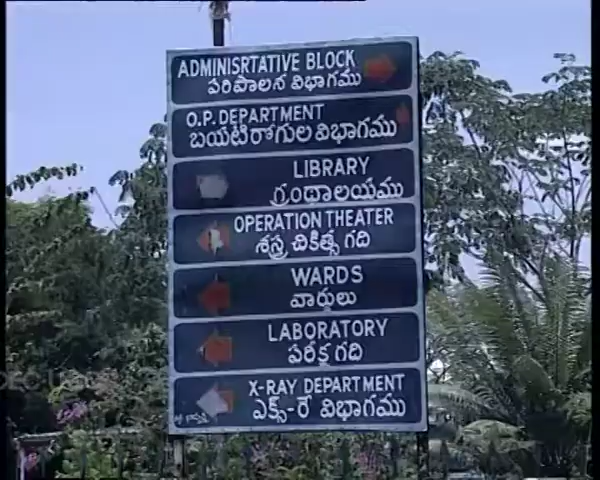 ADMINISRTATIVE BLOCK
పరిపాలన విభాగము
O.P. DEPARTMENT
బయటిరోగుల విభాగము
LIBRARY
గ్రంథాలయము
OPERATION THEATER
శస్త్ర చికిత్స గది
WARDS
వార్డులు
LABORATORY
పరీక్ష గది
X-RAY DEPARTMENT
ఎక్స్-రే విభాగము